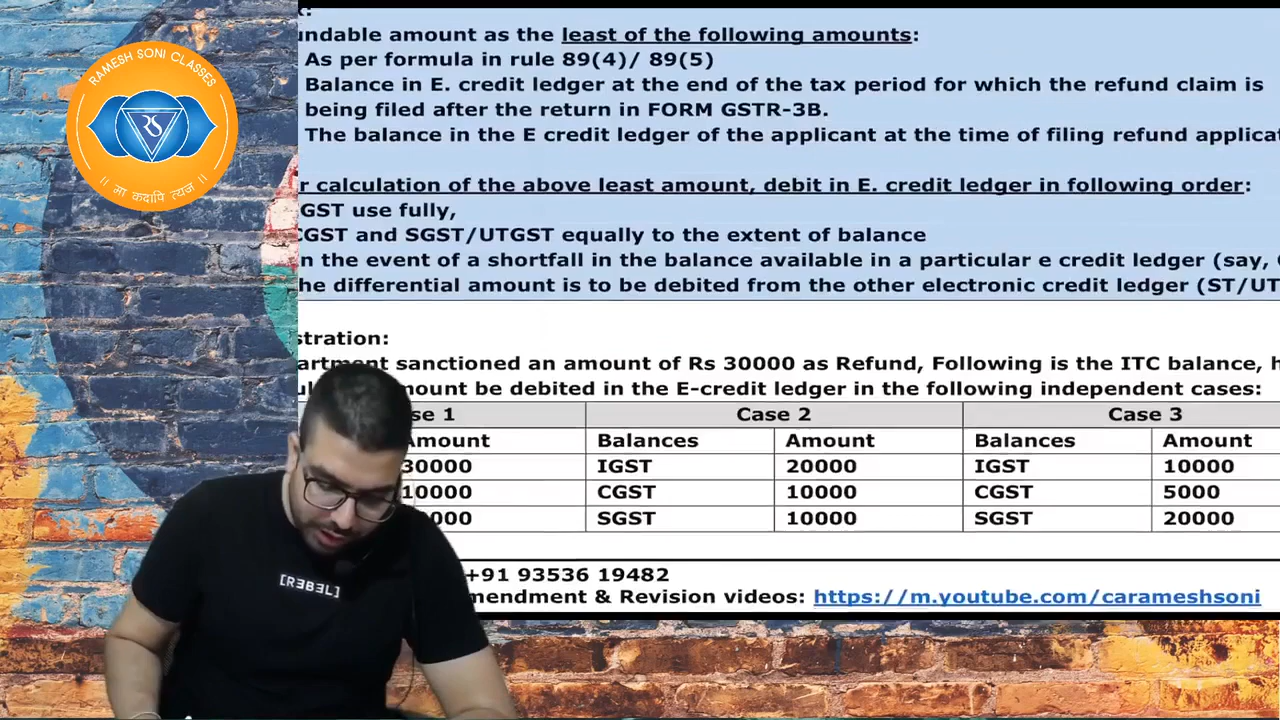 RAMESH SONI CLASSES
RS
।। मा कदापि त्यज ।।
least of the following amounts:
amount as the
As per formula in rule 89(4)/ 89(5)
Balance in E. credit ledger at the end of the tax period for which the refund claim is
being filed after the return in FORM GSTR-3B.
The balance in the E credit ledger of the applicant at the time of filing refund
calculation of the above least amount, debit in E. credit ledger in following order:
GST use fully,
CGST and SGST/UTGST equally to the extent of balance
the event of a shortfall in the balance available in a particular e credit ledger (say,
he differential amount is to be debited from the other electronic credit ledger (ST/UT
stration:
sanctioned an amount of Rs 30000 as Refund, Following is the ITC balance,
mount be debited in the E-credit ledger in the following independent cases:
se 1 Case 2 Case 3
Amount Balances Amount Balances Amount
30000 IGST 20000 IGST 10000
10000 CGST 10000 CGST 5000
000 SGST 10000 SGST 20000
+91 93536 19482
mendment & Revision videos: https://m.youtube.com/carameshsoni
[REBEL]